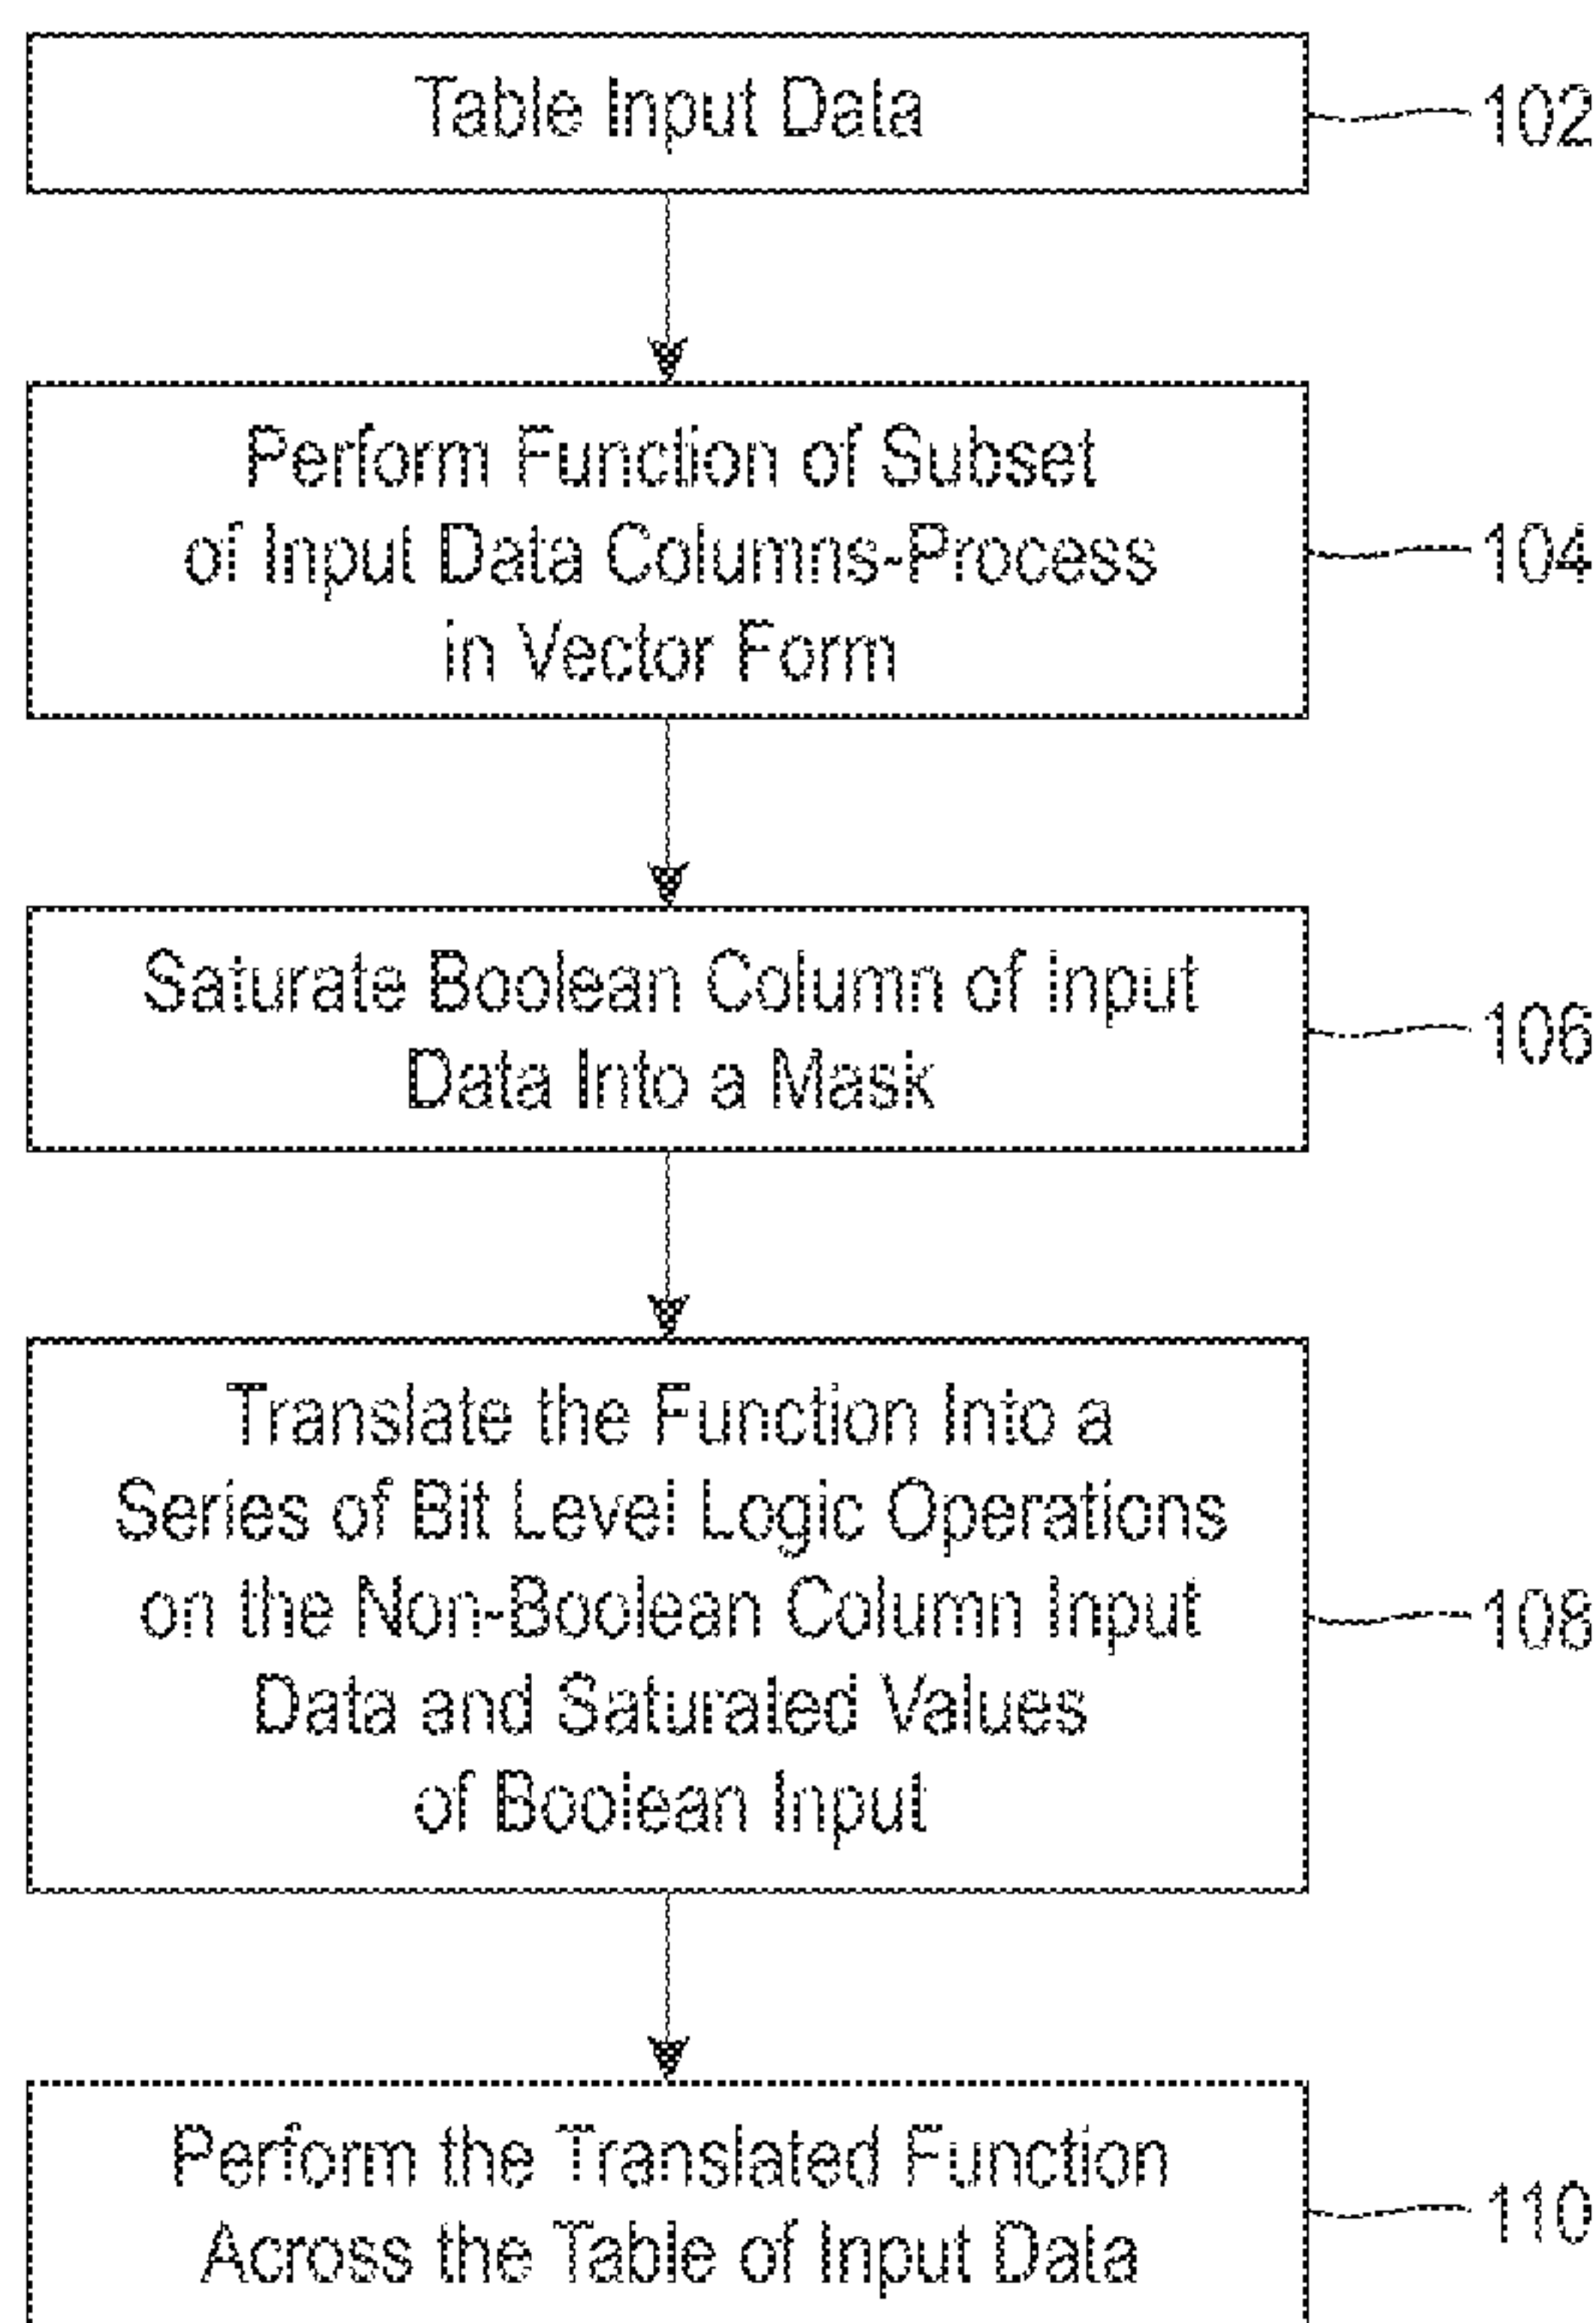 Table Input Data
102
Perform Function of Subset
of Input Data Columns-Process
in Vector Form
104
Saturate Boolean Column of Input
Data Into a Mask
106
Translate the Function Into a
Series of Bit Level Logic Operations
on the Non-Boolean Column Input
Data and Saturated Values
of Boolean Input
108
Perform the Translated Function
Across the Table of Input Data
110